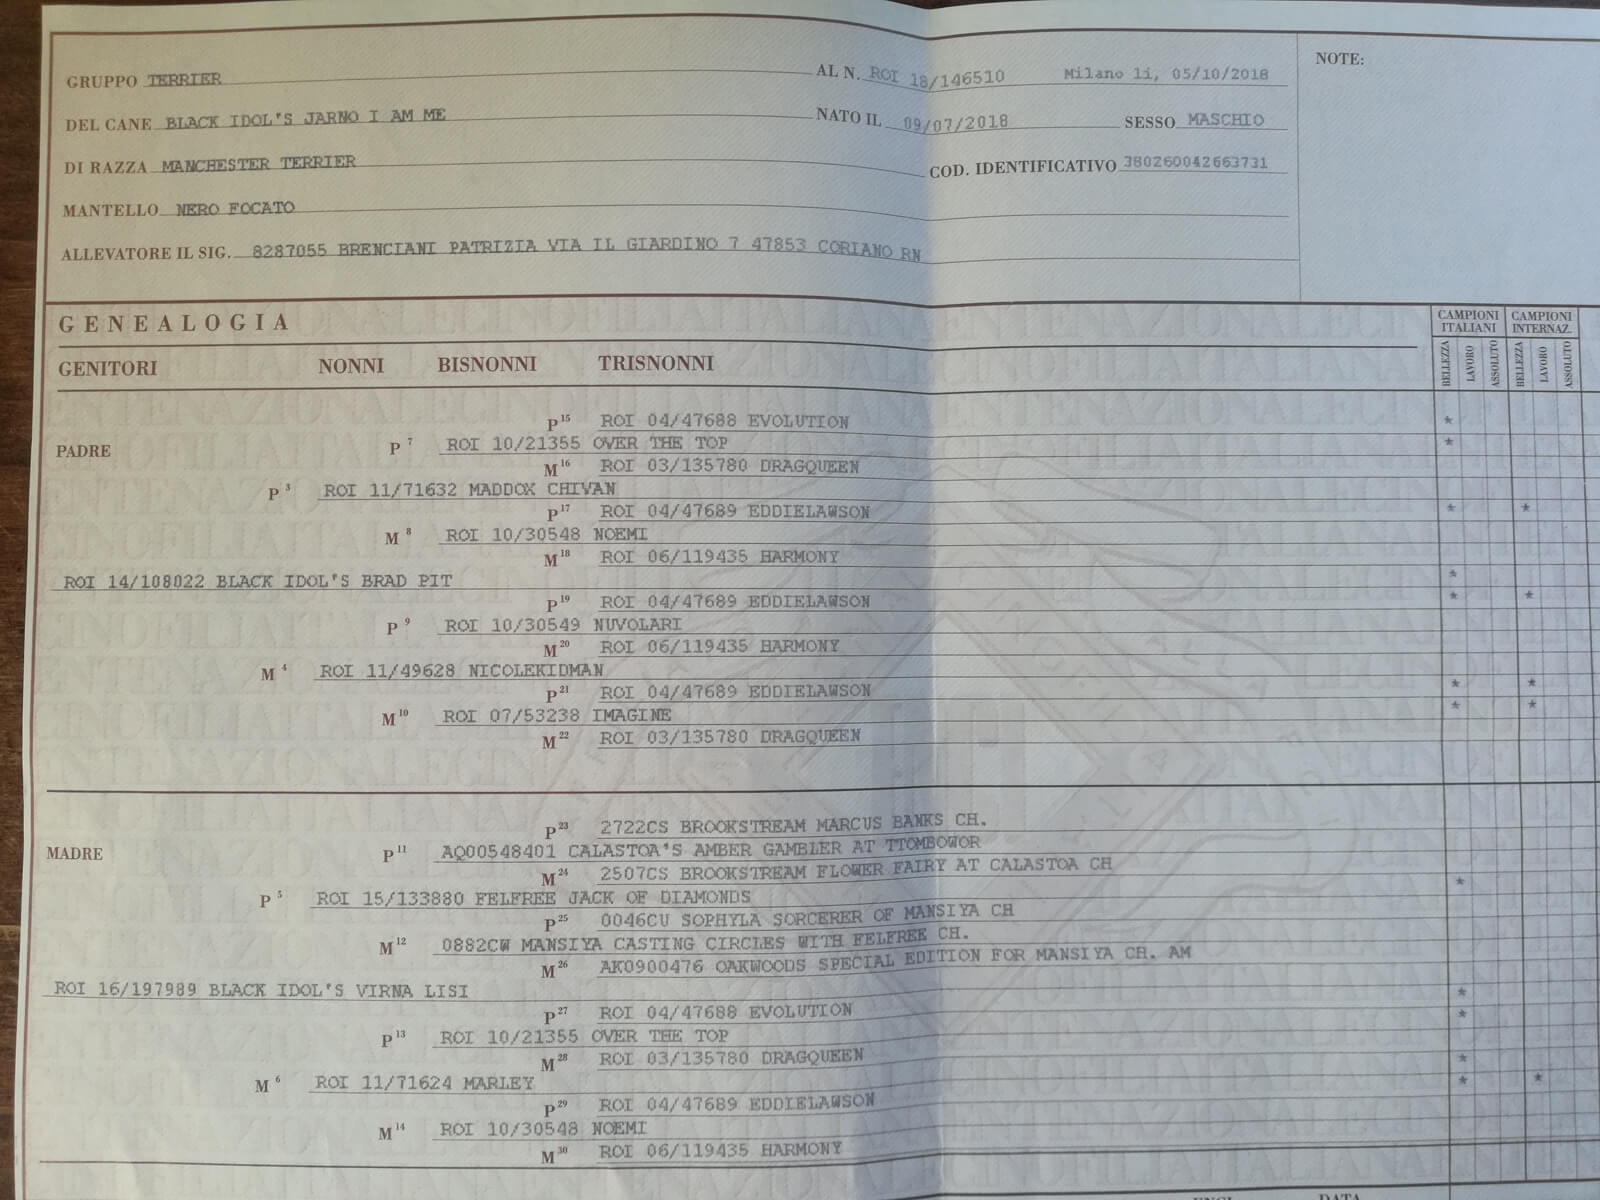 GRUPPO TERRIER AL N. ROI 18/146510 Milano li, 05/10/2018 NOTE:
DEL CANE BLACK IDOL'S JARNO I AM ME NATO IL 09/07/2018 SESSO MASCHIO
DI RAZZA MANCHESTER TERRIER COD. IDENTIFICATIVO 380260042663731
MANTELLO NERO FOCATO
ALLEVATORE IL SIG. 8287055 BRENCIANI PATRIZIA VIA IL GIARDINO 7 47853 CORIANO RN
GENEALOGIA
CAMPIONI ITALIANI CAMPIONI INTERNAZ.
GENITORI NONNI BISNONNI TRISNONNI
BELLEZZA LAVORO ASSOLUTO BELLEZZA LAVORO ASSOLUTO
P15 ROI 04/47688 EVOLUTION *
PADRE P7 ROI 10/21355 OVER THE TOP *
M16 ROI 03/135780 DRAGQUEEN
P3 ROI 11/71632 MADDOX CHIVAN
P17 ROI 04/47689 EDDIELAWSON * *
M8 ROI 10/30548 NOEMI
M18 ROI 06/119435 HARMONY
ROI 14/108022 BLACK IDOL'S BRAD PIT *
P19 ROI 04/47689 EDDIELAWSON * *
P9 ROI 10/30549 NUVOLARI
M20 ROI 06/119435 HARMONY
M4 ROI 11/49628 NICOLEKIDMAN
P21 ROI 04/47689 EDDIELAWSON * *
M10 ROI 07/53238 IMAGINE * *
M22 ROI 03/135780 DRAGQUEEN
P23 2722CS BROOKSTREAM MARCUS BANKS CH.
MADRE P11 AQ00548401 CALASTOA'S AMBER GAMBLER AT TTOMBOWOR
M24 2507CS BROOKSTREAM FLOWER FAIRY AT CALASTOA CH
P5 ROI 15/133880 FELFREE JACK OF DIAMONDS *
P25 0046CU SOPHYLA SORCERER OF MANSIYA CH
M12 0882CW MANSIYA CASTING CIRCLES WITH FELFREE CH.
M26 AK0900476 OAKWOODS SPECIAL EDITION FOR MANSIYA CH. AM
ROI 16/197989 BLACK IDOL'S VIRNA LISI *
P27 ROI 04/47688 EVOLUTION *
P13 ROI 10/21355 OVER THE TOP
M28 ROI 03/135780 DRAGQUEEN *
M6 ROI 11/71624 MARLEY * *
P29 ROI 04/47689 EDDIELAWSON
M14 ROI 10/30548 NOEMI
M30 ROI 06/119435 HARMONY